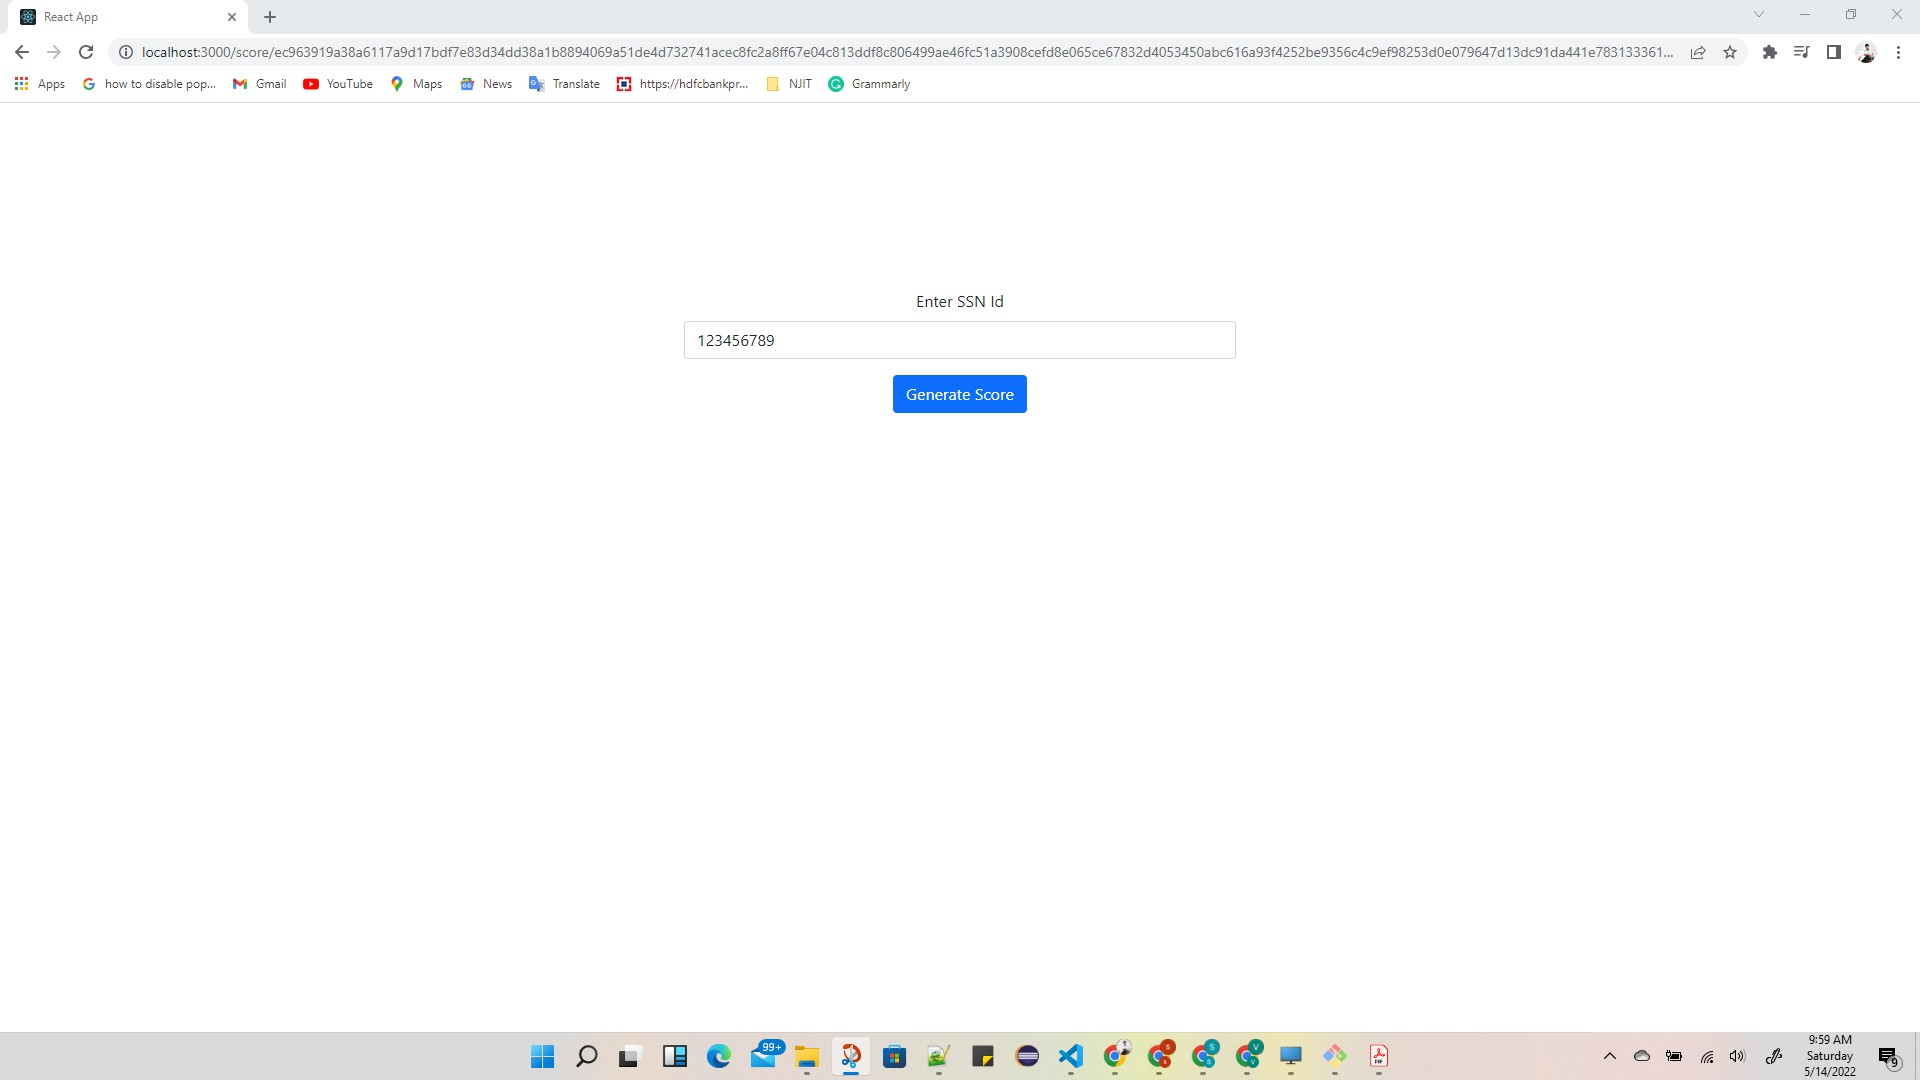 React App
localhost:3000/score/ec963919a38a6117a9d17bdf7e83d34dd38a1b8894069a51de4d732741acec8fc2a8ff67e04c813ddf8c806499ae46fc51a3908cefd8e065ce67832d4053450abc616a93f4252be9356c4c9ef98253d0e079647d13dc91da441e783133361...
Apps how to disable pop... Gmail YouTube Maps News Translate https://hdfcbankpr... NJIT Grammarly
Enter SSN Id
123456789
Generate Score
99+
S
S
V
9:59 AM
Saturday
5/14/2022
9